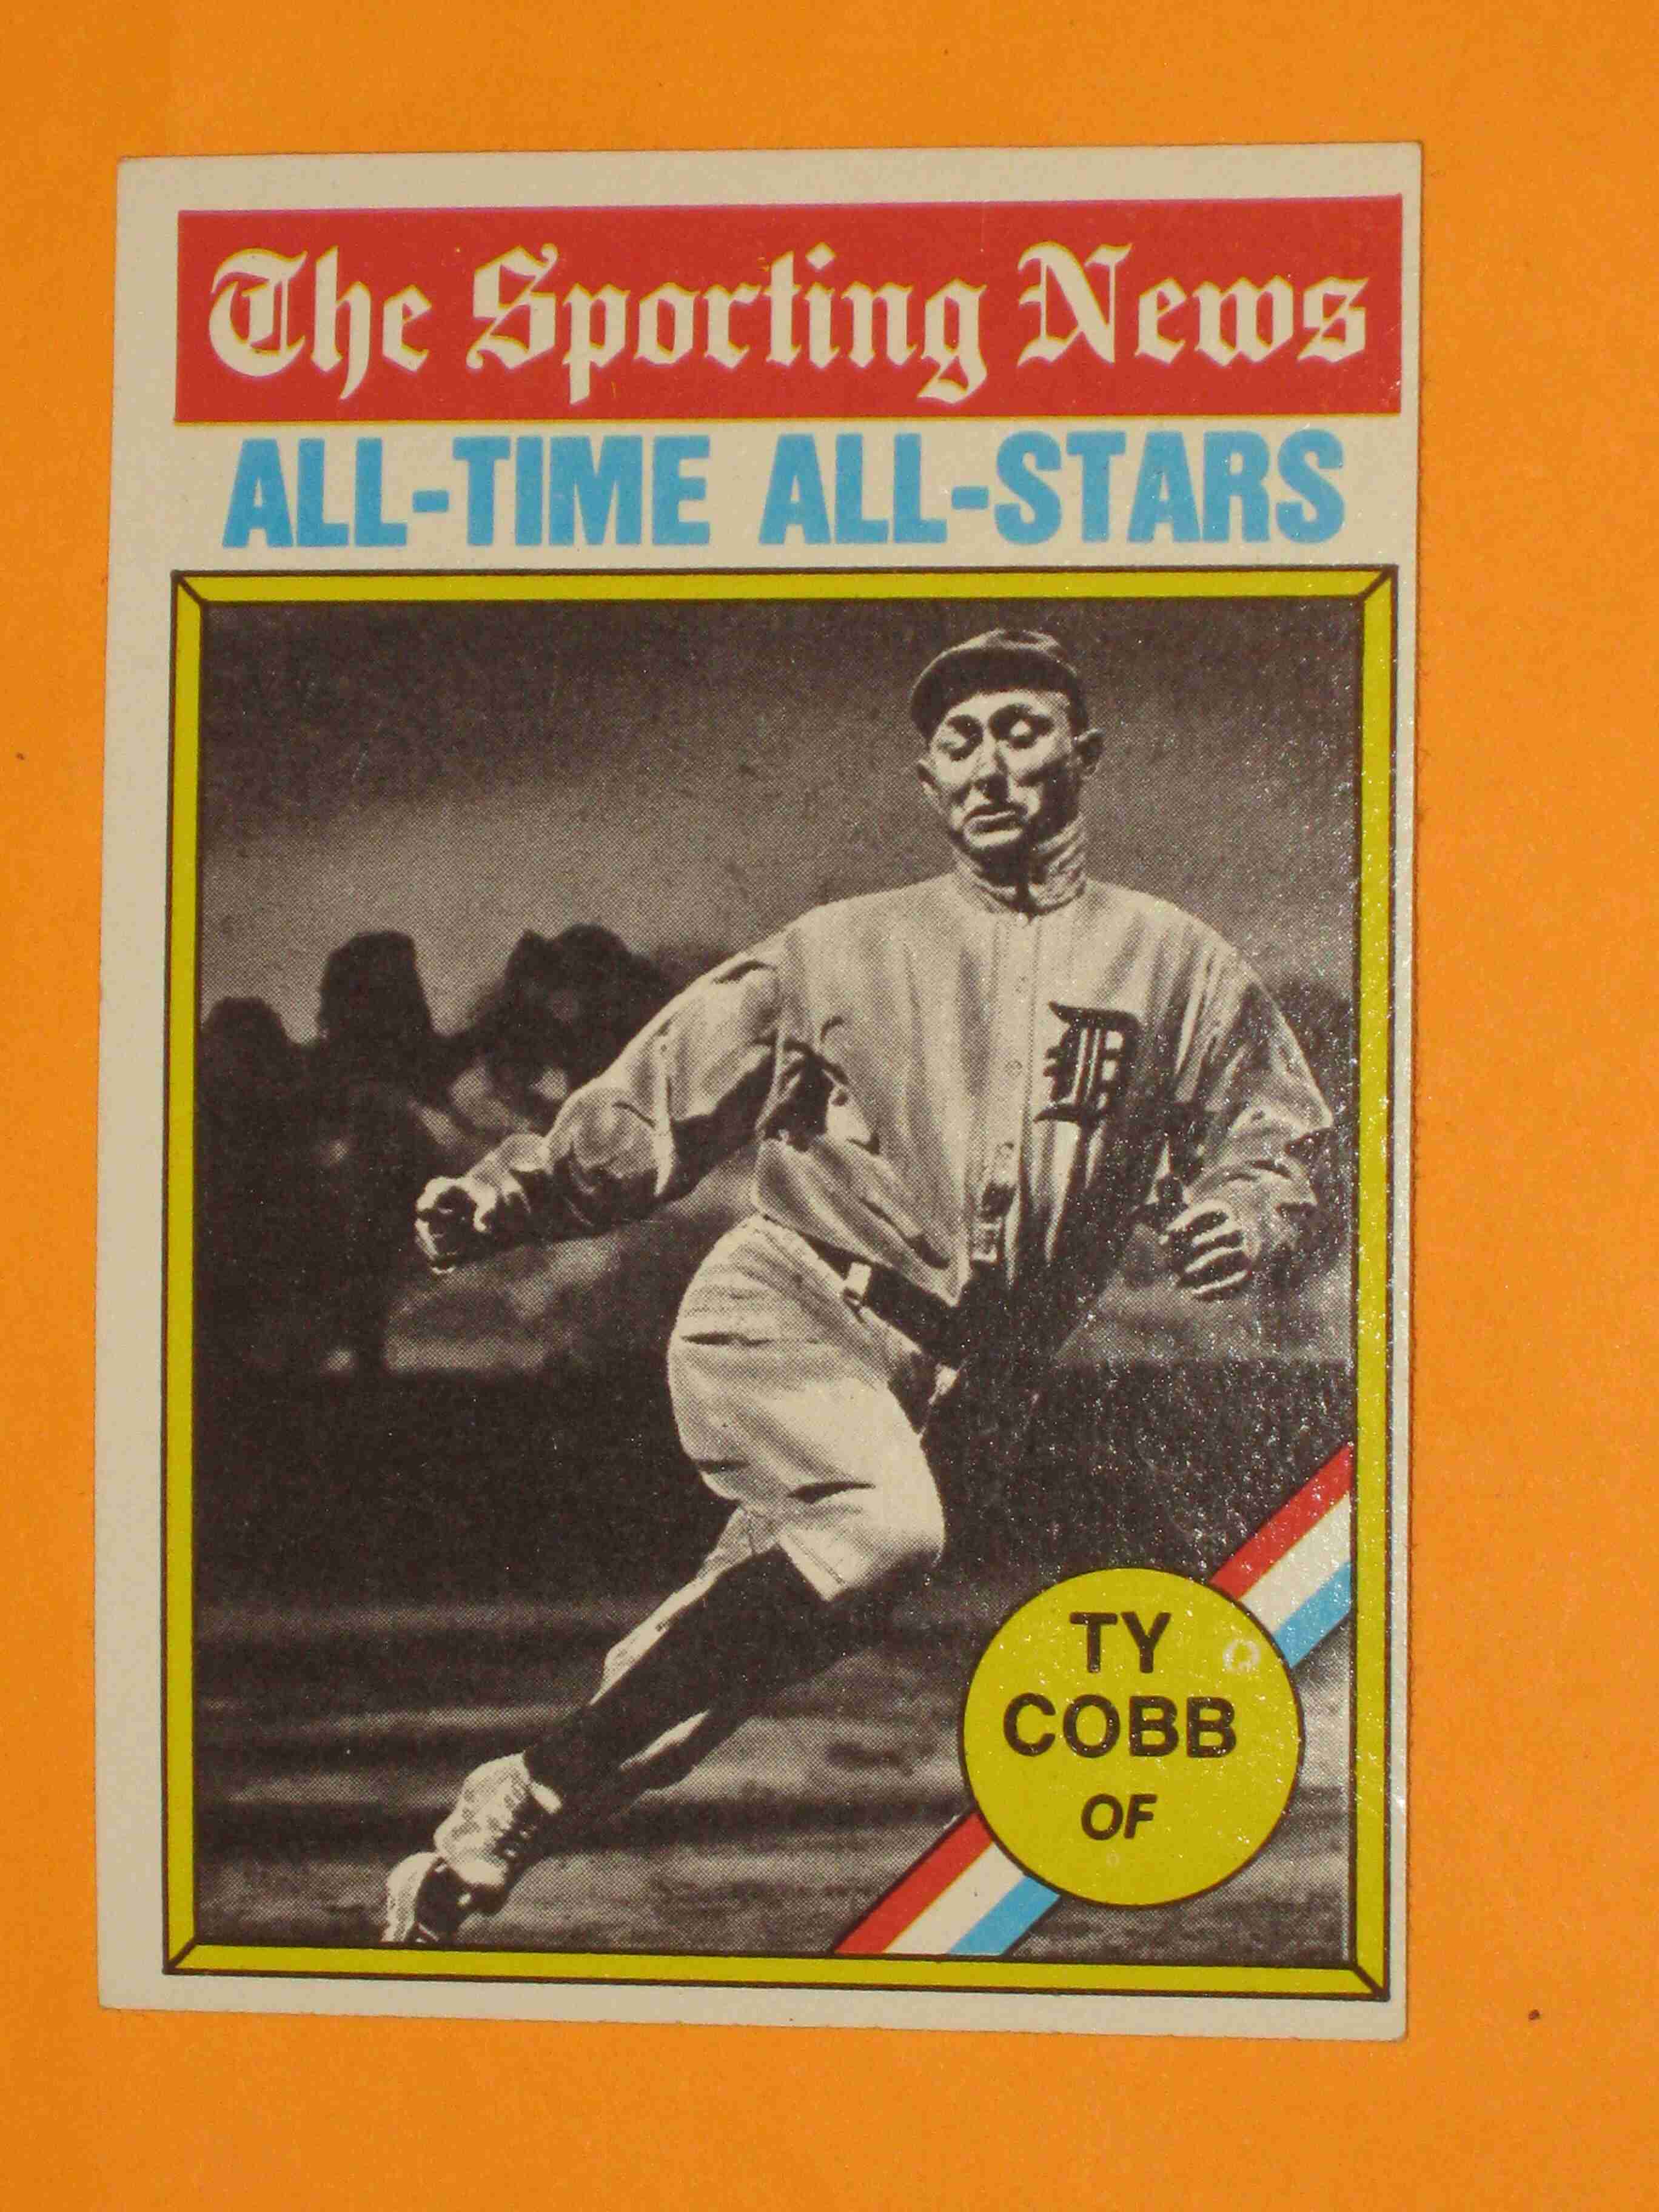 The Sporting News
ALL-TIME ALL-STARS
D
TY
COBB
OF